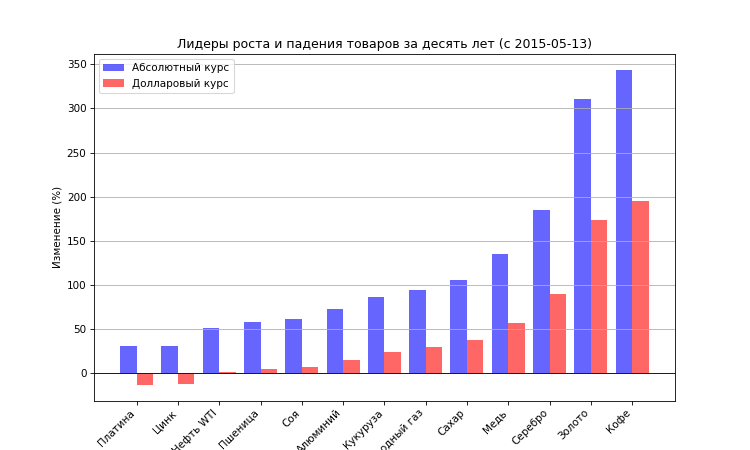 Лидеры роста и падения товаров за десять лет (с 2015-05-13)
Абсолютный курс
Долларовый курс
Изменение (%)
350
300
250
200
150
100
50
0
Платина
Цинк
Нефть WTI
Пшеница
Соя
Алюминий
Кукуруза
одный газ
Сахар
Медь
Серебро
Золото
Кофе